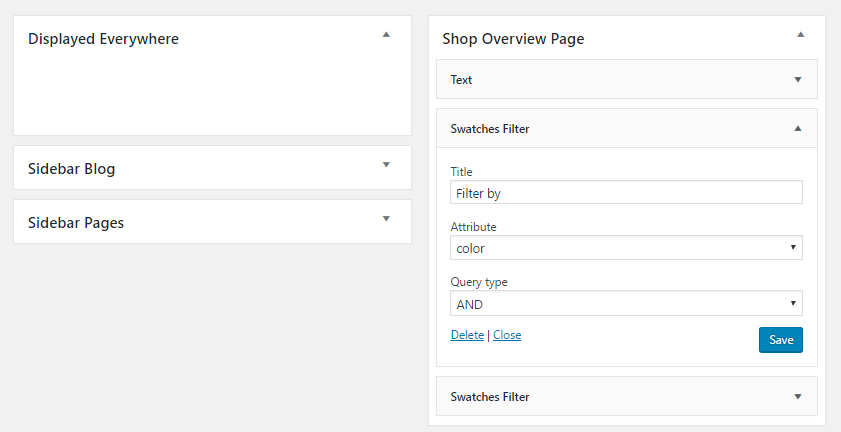 Displayed Everywhere
Sidebar Blog
Sidebar Pages
Shop Overview Page
Text
Swatches Filter
Title
Filter by
Attribute
color
Query type
AND
Delete | Close
Save
Swatches Filter